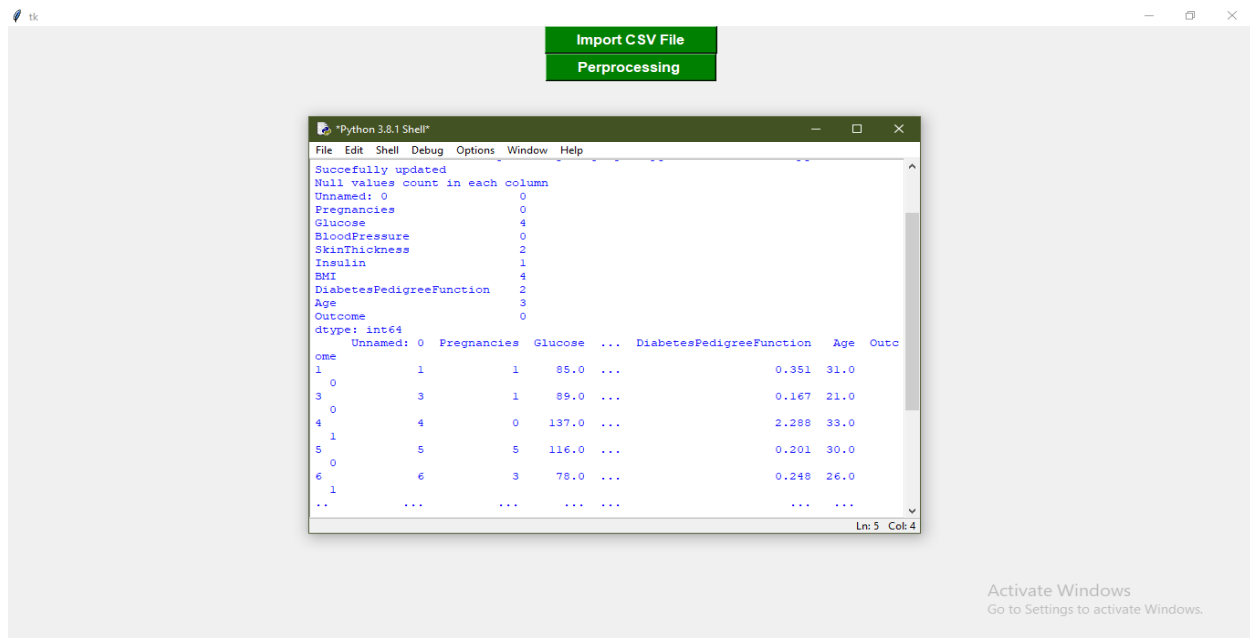 tk
Import CSV File
Perprocessing
*Python 3.8.1 Shell*
File Edit Shell Debug Options Window Help
Succefully updated
Null values count in each column
Unnamed: 0 0
Pregnancies 0
Glucose 4
BloodPressure 0
SkinThickness 2
Insulin 1
BMI 4
DiabetesPedigreeFunction 2
Age 3
Outcome 0
dtype: int64
Unnamed: 0 Pregnancies Glucose ... DiabetesPedigreeFunction Age Outc
ome
1 1 1 85.0 ... 0.351 31.0
0
3 3 1 89.0 ... 0.167 21.0
0
4 4 0 137.0 ... 2.288 33.0
1
5 5 5 116.0 ... 0.201 30.0
0
6 6 3 78.0 ... 0.248 26.0
1
.. ... ... ... ... ... ...
Ln: 5 Col: 4
Activate Windows
Go to Settings to activate Windows.